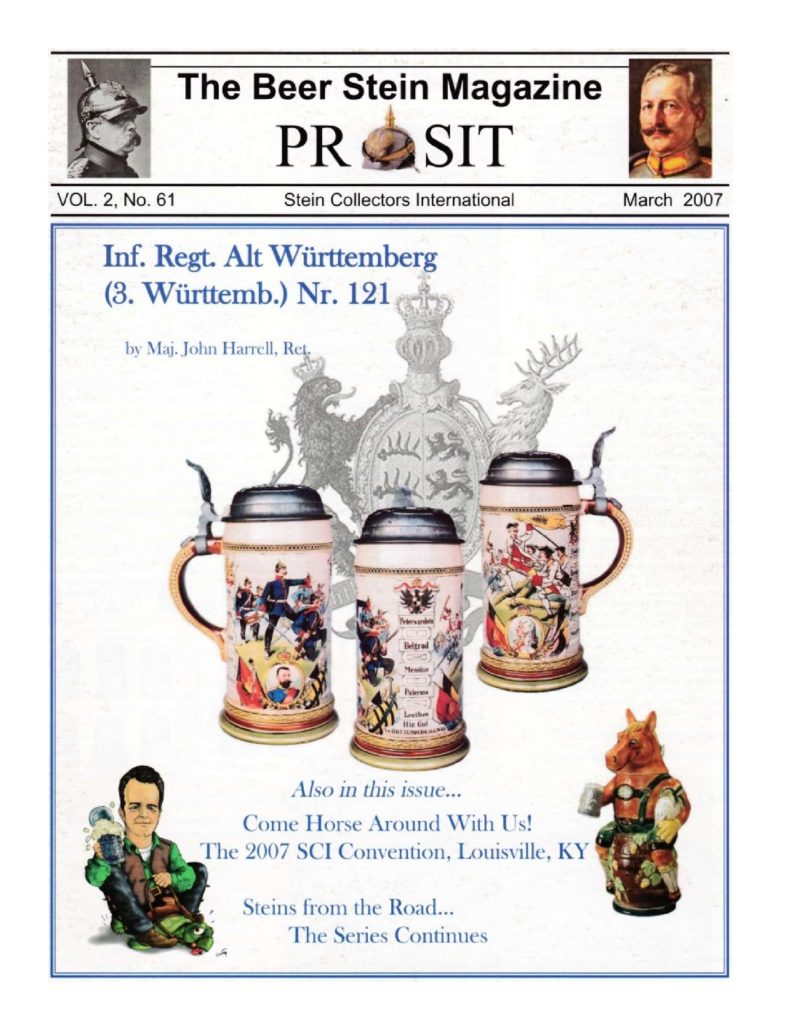 The Beer Stein Magazine
PR SIT
VOL. 2, No. 61
Stein Collectors International
March 2007
Inf. Regt. Alt Württemberg
(3. Württemb.) Nr. 121
by Maj. John Harrell, Ret.
Peterwardein
Belgrad
Messina
Palermo
Leuthen
Hie Gut
Also in this issue...
Come Horse Around With Us!
The 2007 SCI Convention, Louisville, KY
Steins from the Road...
The Series Continues